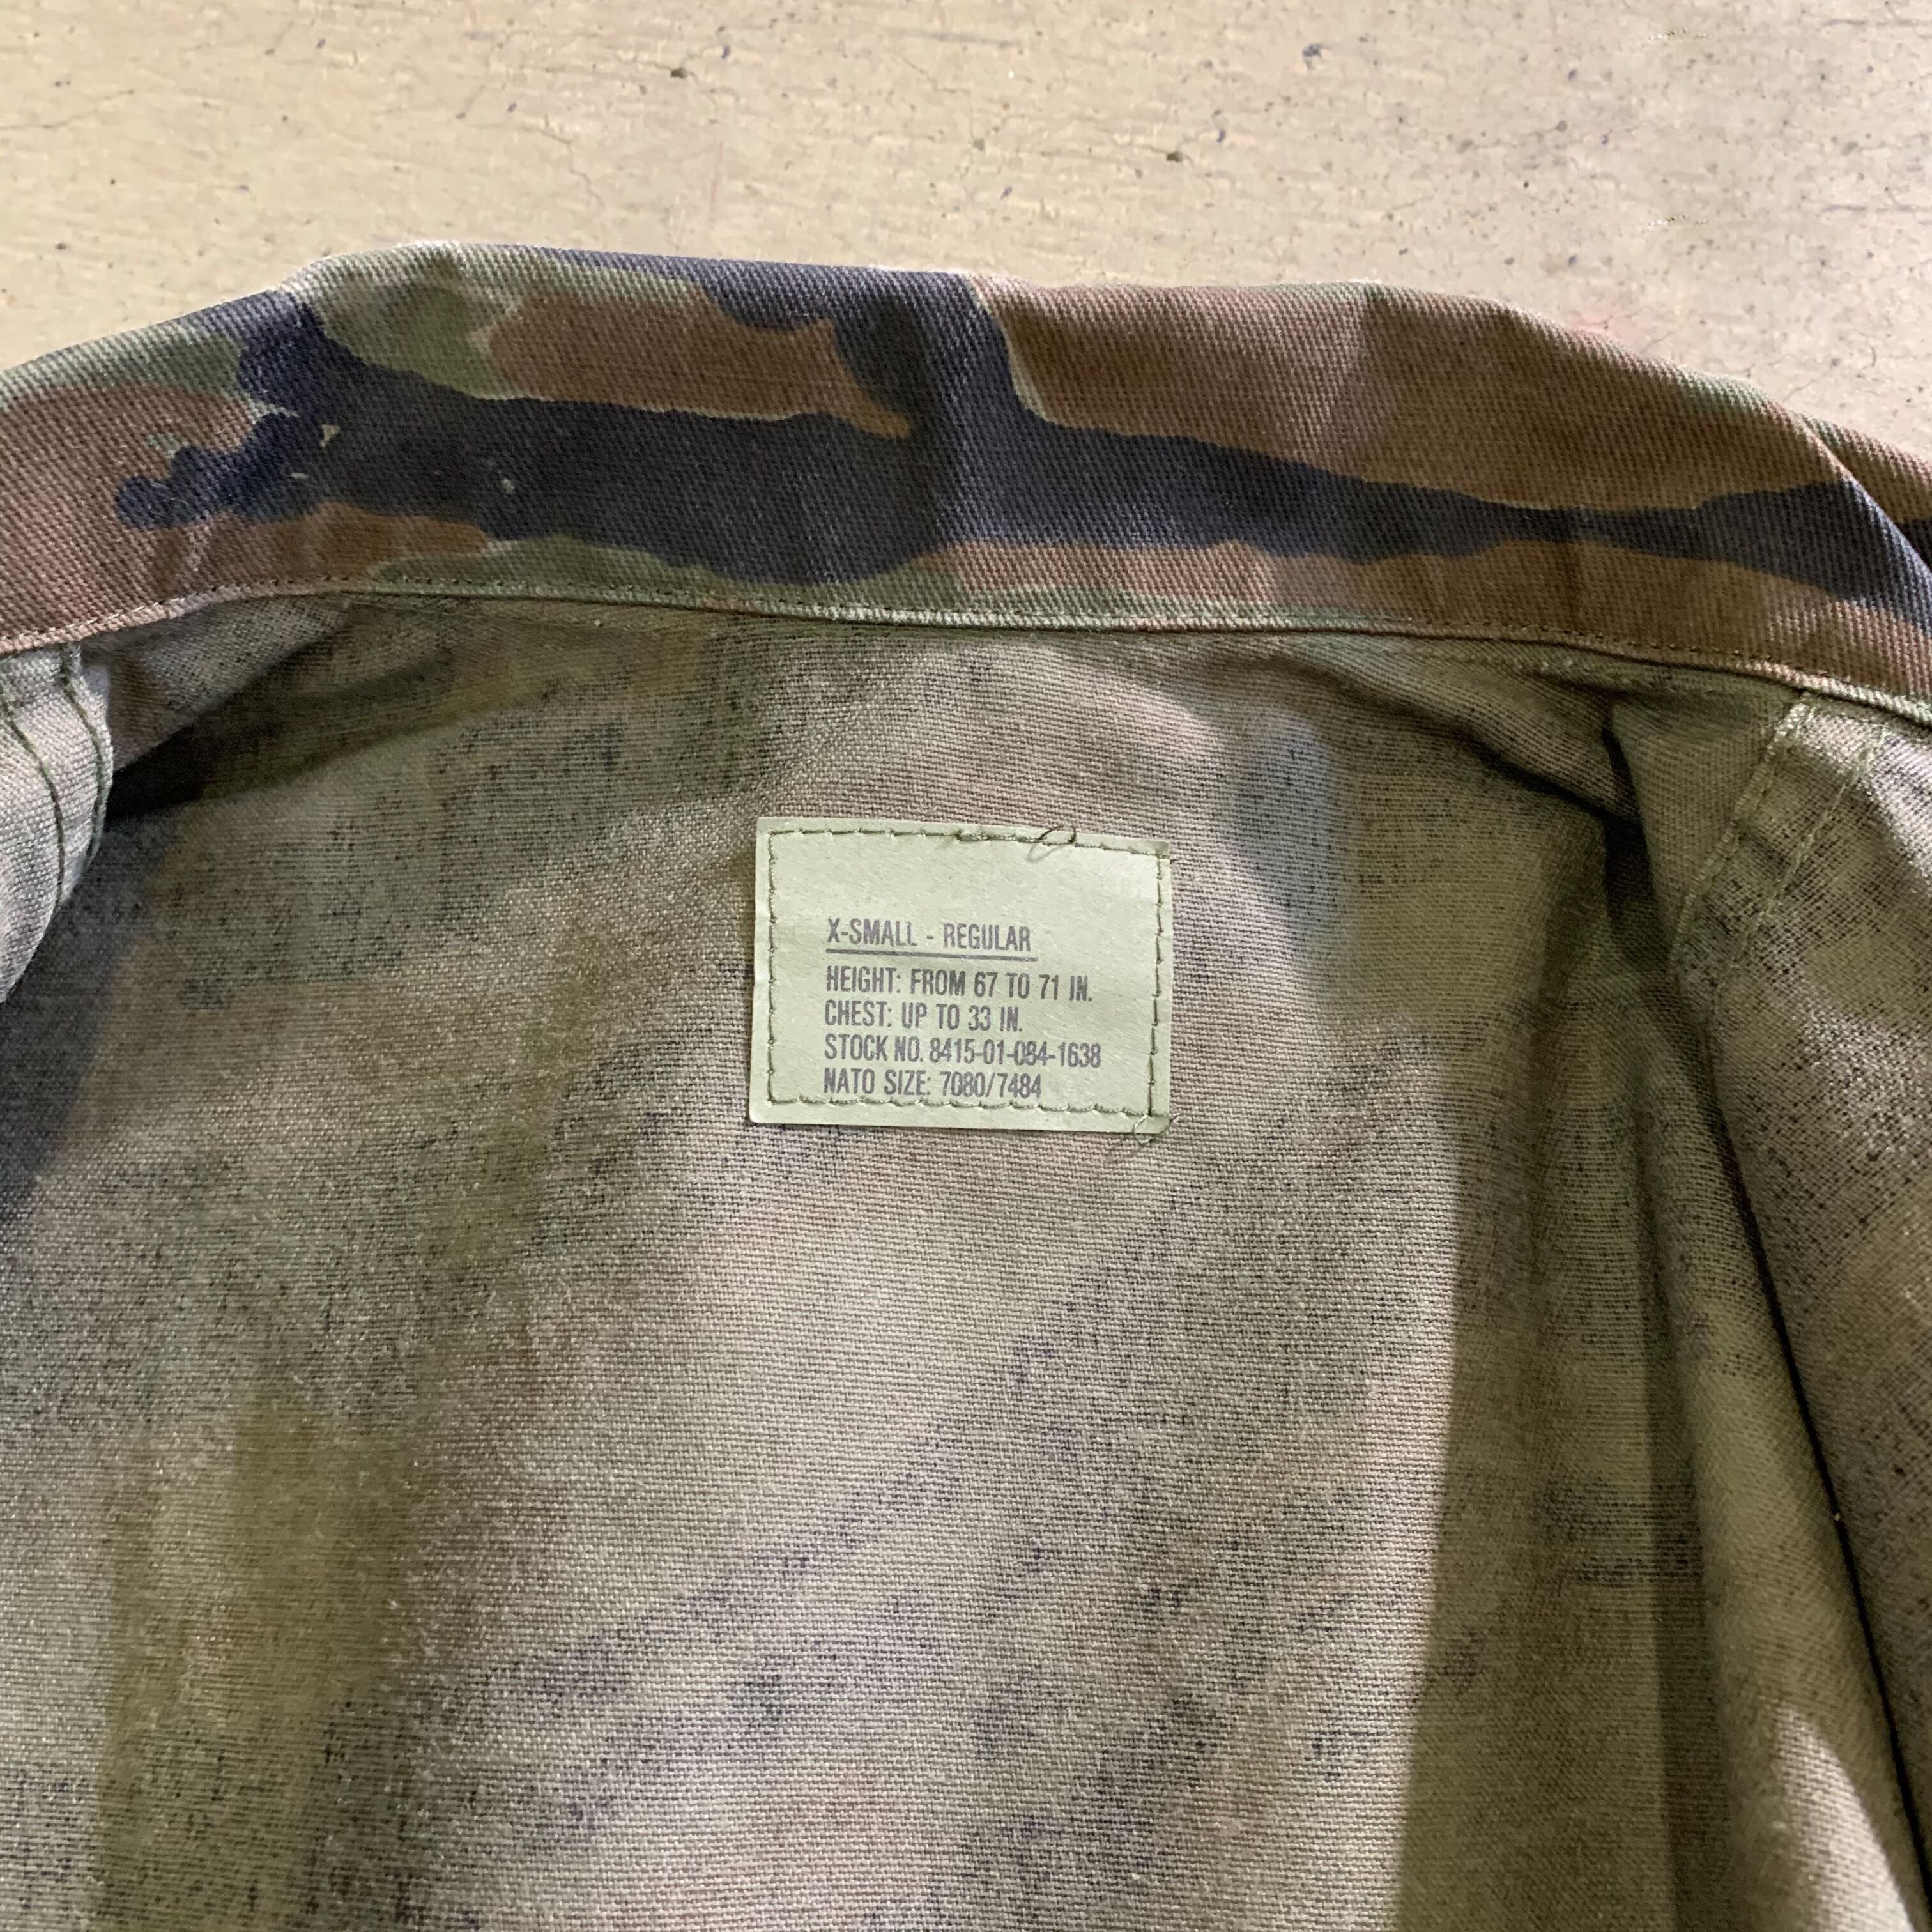 X-SMALL - REGULAR
HEIGHT: FROM 67 TO 71 IN.
CHEST: UP TO 33 IN.
STOCK NO. 8415-01-084-1638
NATO SIZE: 7080/7484